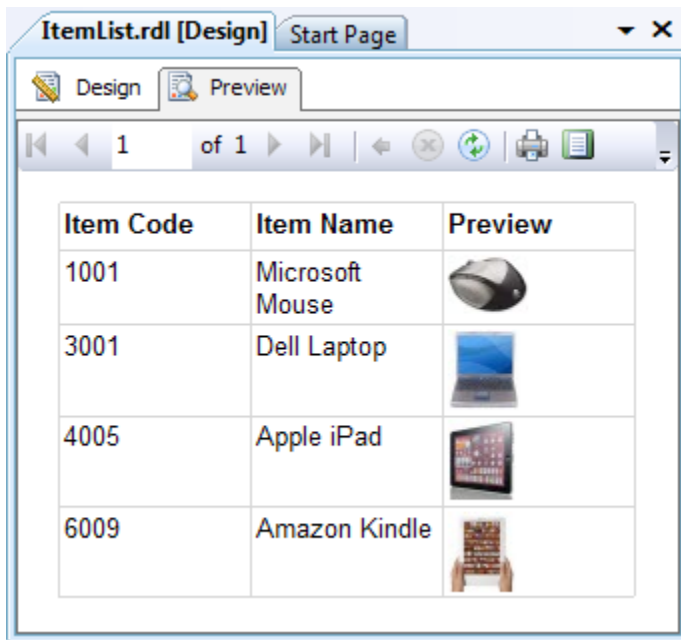 ItemList.rdl [Design] Start Page
Design Preview
1 of 1
Item Code Item Name Preview
1001 Microsoft
Mouse
3001 Dell Laptop
4005 Apple iPad
6009 Amazon Kindle